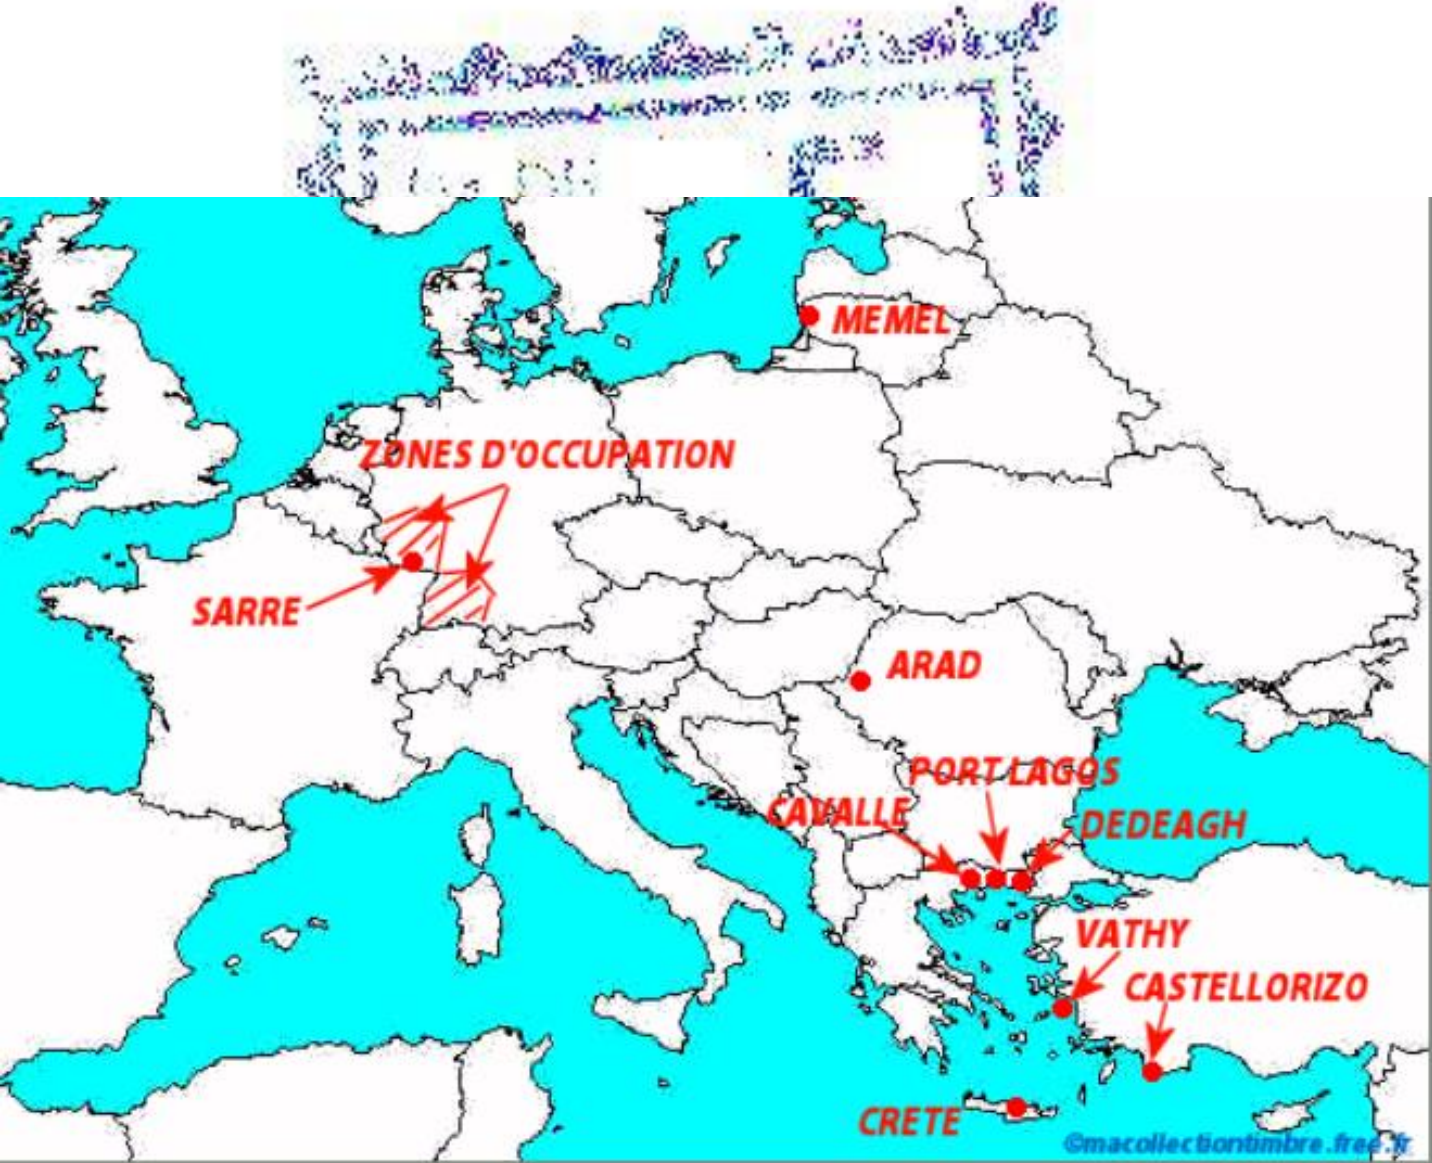 MEMEL
ZONES D'OCCUPATION
SARRE
ARAD
PORT LAGOS
CAVALLE
DEDEAGH
VATHY
CASTELLORIZO
CRETE
©macollectiontimbre.free.fr